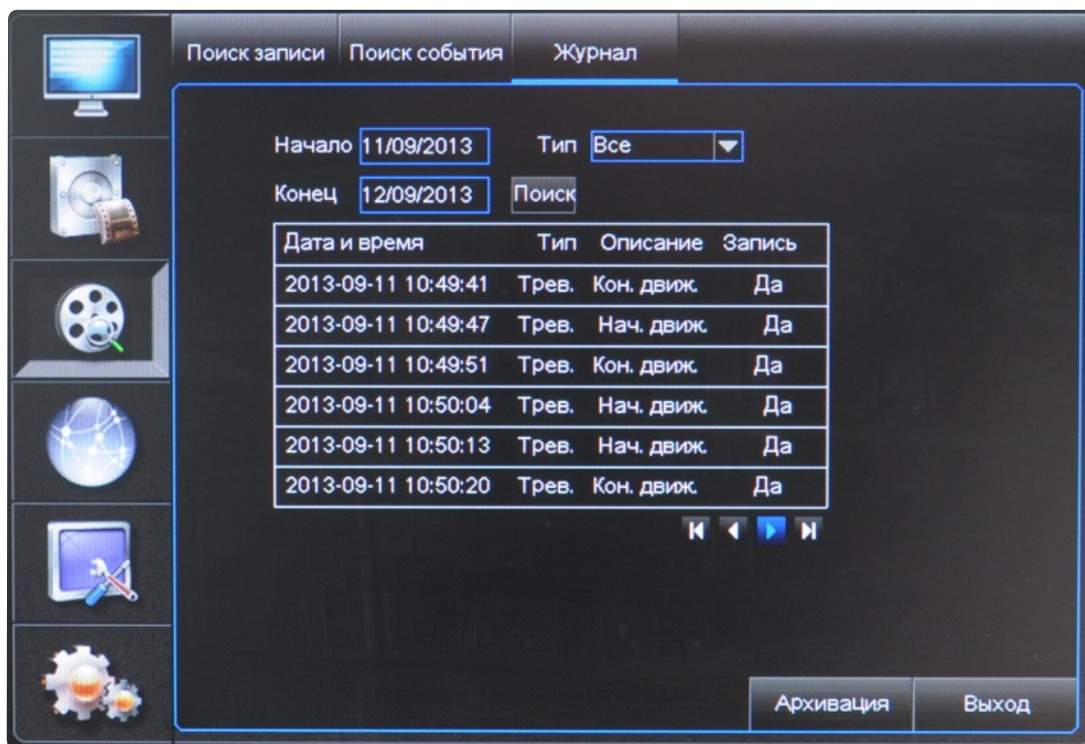 Поиск записи Поиск события Журнал
Начало 11/09/2013 Тип Все
Конец 12/09/2013 Поиск
Дата и время Тип Описание Запись
2013-09-11 10:49:41 Трев. Кон. движ. Да
2013-09-11 10:49:47 Трев. Нач. движ. Да
2013-09-11 10:49:51 Трев. Кон. движ. Да
2013-09-11 10:50:04 Трев. Нач. движ. Да
2013-09-11 10:50:13 Трев. Нач. движ. Да
2013-09-11 10:50:20 Трев. Кон. движ. Да
Архивация Выход